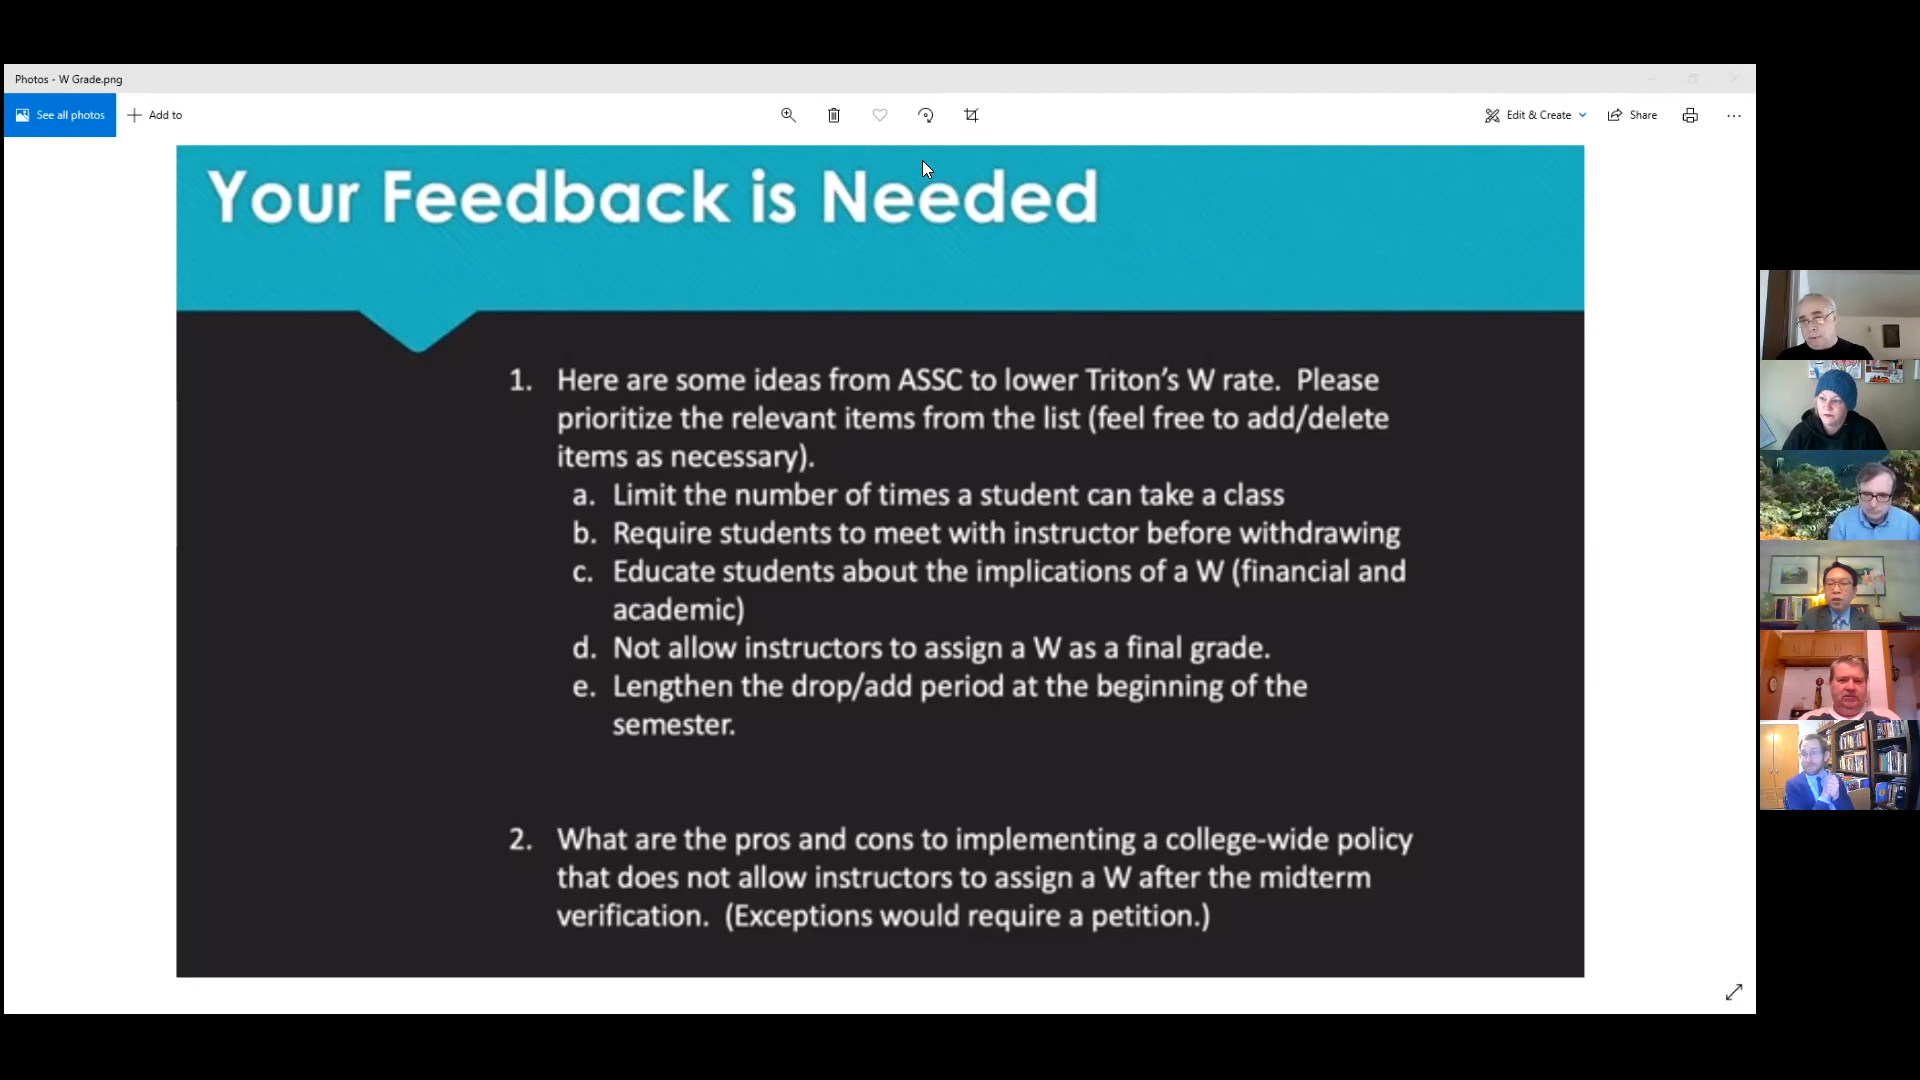 Photos - W Grade.png
See all photos
Add to
Edit & Create
Share
Your Feedback is Needed
1. Here are some ideas from ASSC to lower Triton's W rate. Please
prioritize the relevant items from the list (feel free to add/delete
items as necessary).
a. Limit the number of times a student can take a class
b. Require students to meet with instructor before withdrawing
c. Educate students about the implications of a W (financial and
academic)
d. Not allow instructors to assign a W as a final grade.
e. Lengthen the drop/add period at the beginning of the
semester.
2. What are the pros and cons to implementing a college-wide policy
that does not allow instructors to assign a W after the midterm
verification. (Exceptions would require a petition.)